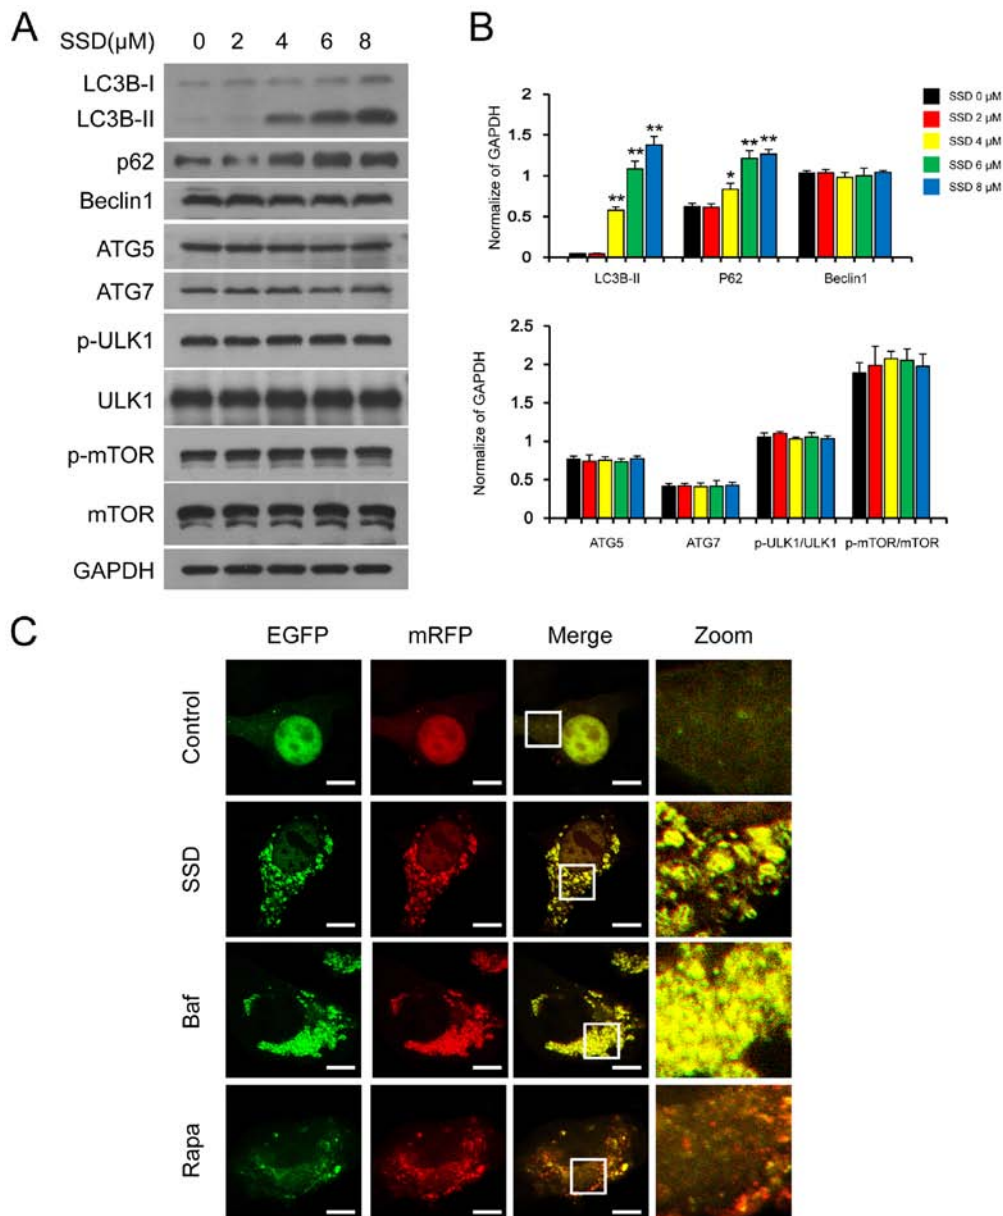 A
SSD(μM) 0 2 4 6 8
LC3B-I
LC3B-II
p62
Beclin1
ATG5
ATG7
p-ULK1
ULK1
p-mTOR
mTOR
GAPDH
B
Normalize of GAPDH
2
1.5
1
0.5
0
** ** **
* ** **
LC3B-II P62 Beclin1
SSD 0 μM
SSD 2 μM
SSD 4 μM
SSD 6 μM
SSD 8 μM
Normalize of GAPDH
2.5
2
1.5
1
0.5
0
ATG5 ATG7 p-ULK1/ULK1 p-mTOR/mTOR
C
EGFP mRFP Merge Zoom
Control
SSD
Baf
Rapa